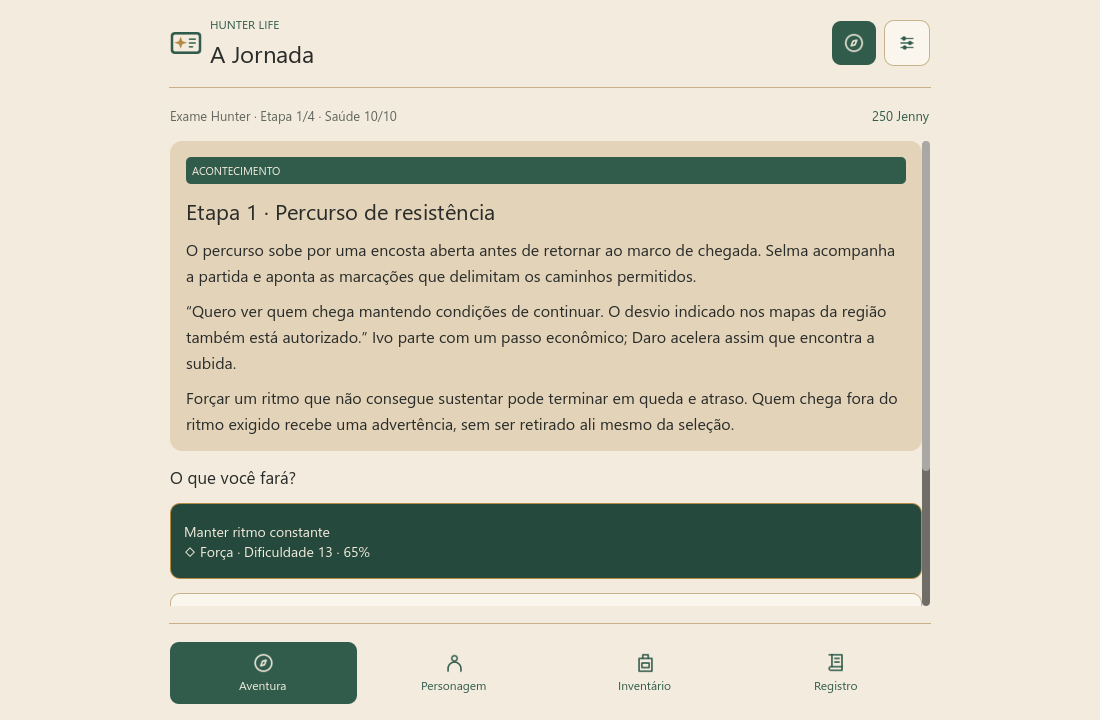 HUNTER LIFE
A Jornada
Exame Hunter · Etapa 1/4 · Saúde 10/10
250 Jenny
ACONTECIMENTO
Etapa 1 · Percurso de resistência
O percurso sobe por uma encosta aberta antes de retornar ao marco de chegada. Selma acompanha
a partida e aponta as marcações que delimitam os caminhos permitidos.
“Quero ver quem chega mantendo condições de continuar. O desvio indicado nos mapas da região
também está autorizado.” Ivo parte com um passo econômico; Daro acelera assim que encontra a
subida.
Forçar um ritmo que não consegue sustentar pode terminar em queda e atraso. Quem chega fora do
ritmo exigido recebe uma advertência, sem ser retirado ali mesmo da seleção.
O que você fará?
Manter ritmo constante
◇ Força · Dificuldade 13 · 65%
Aventura
Personagem
Inventário
Registro